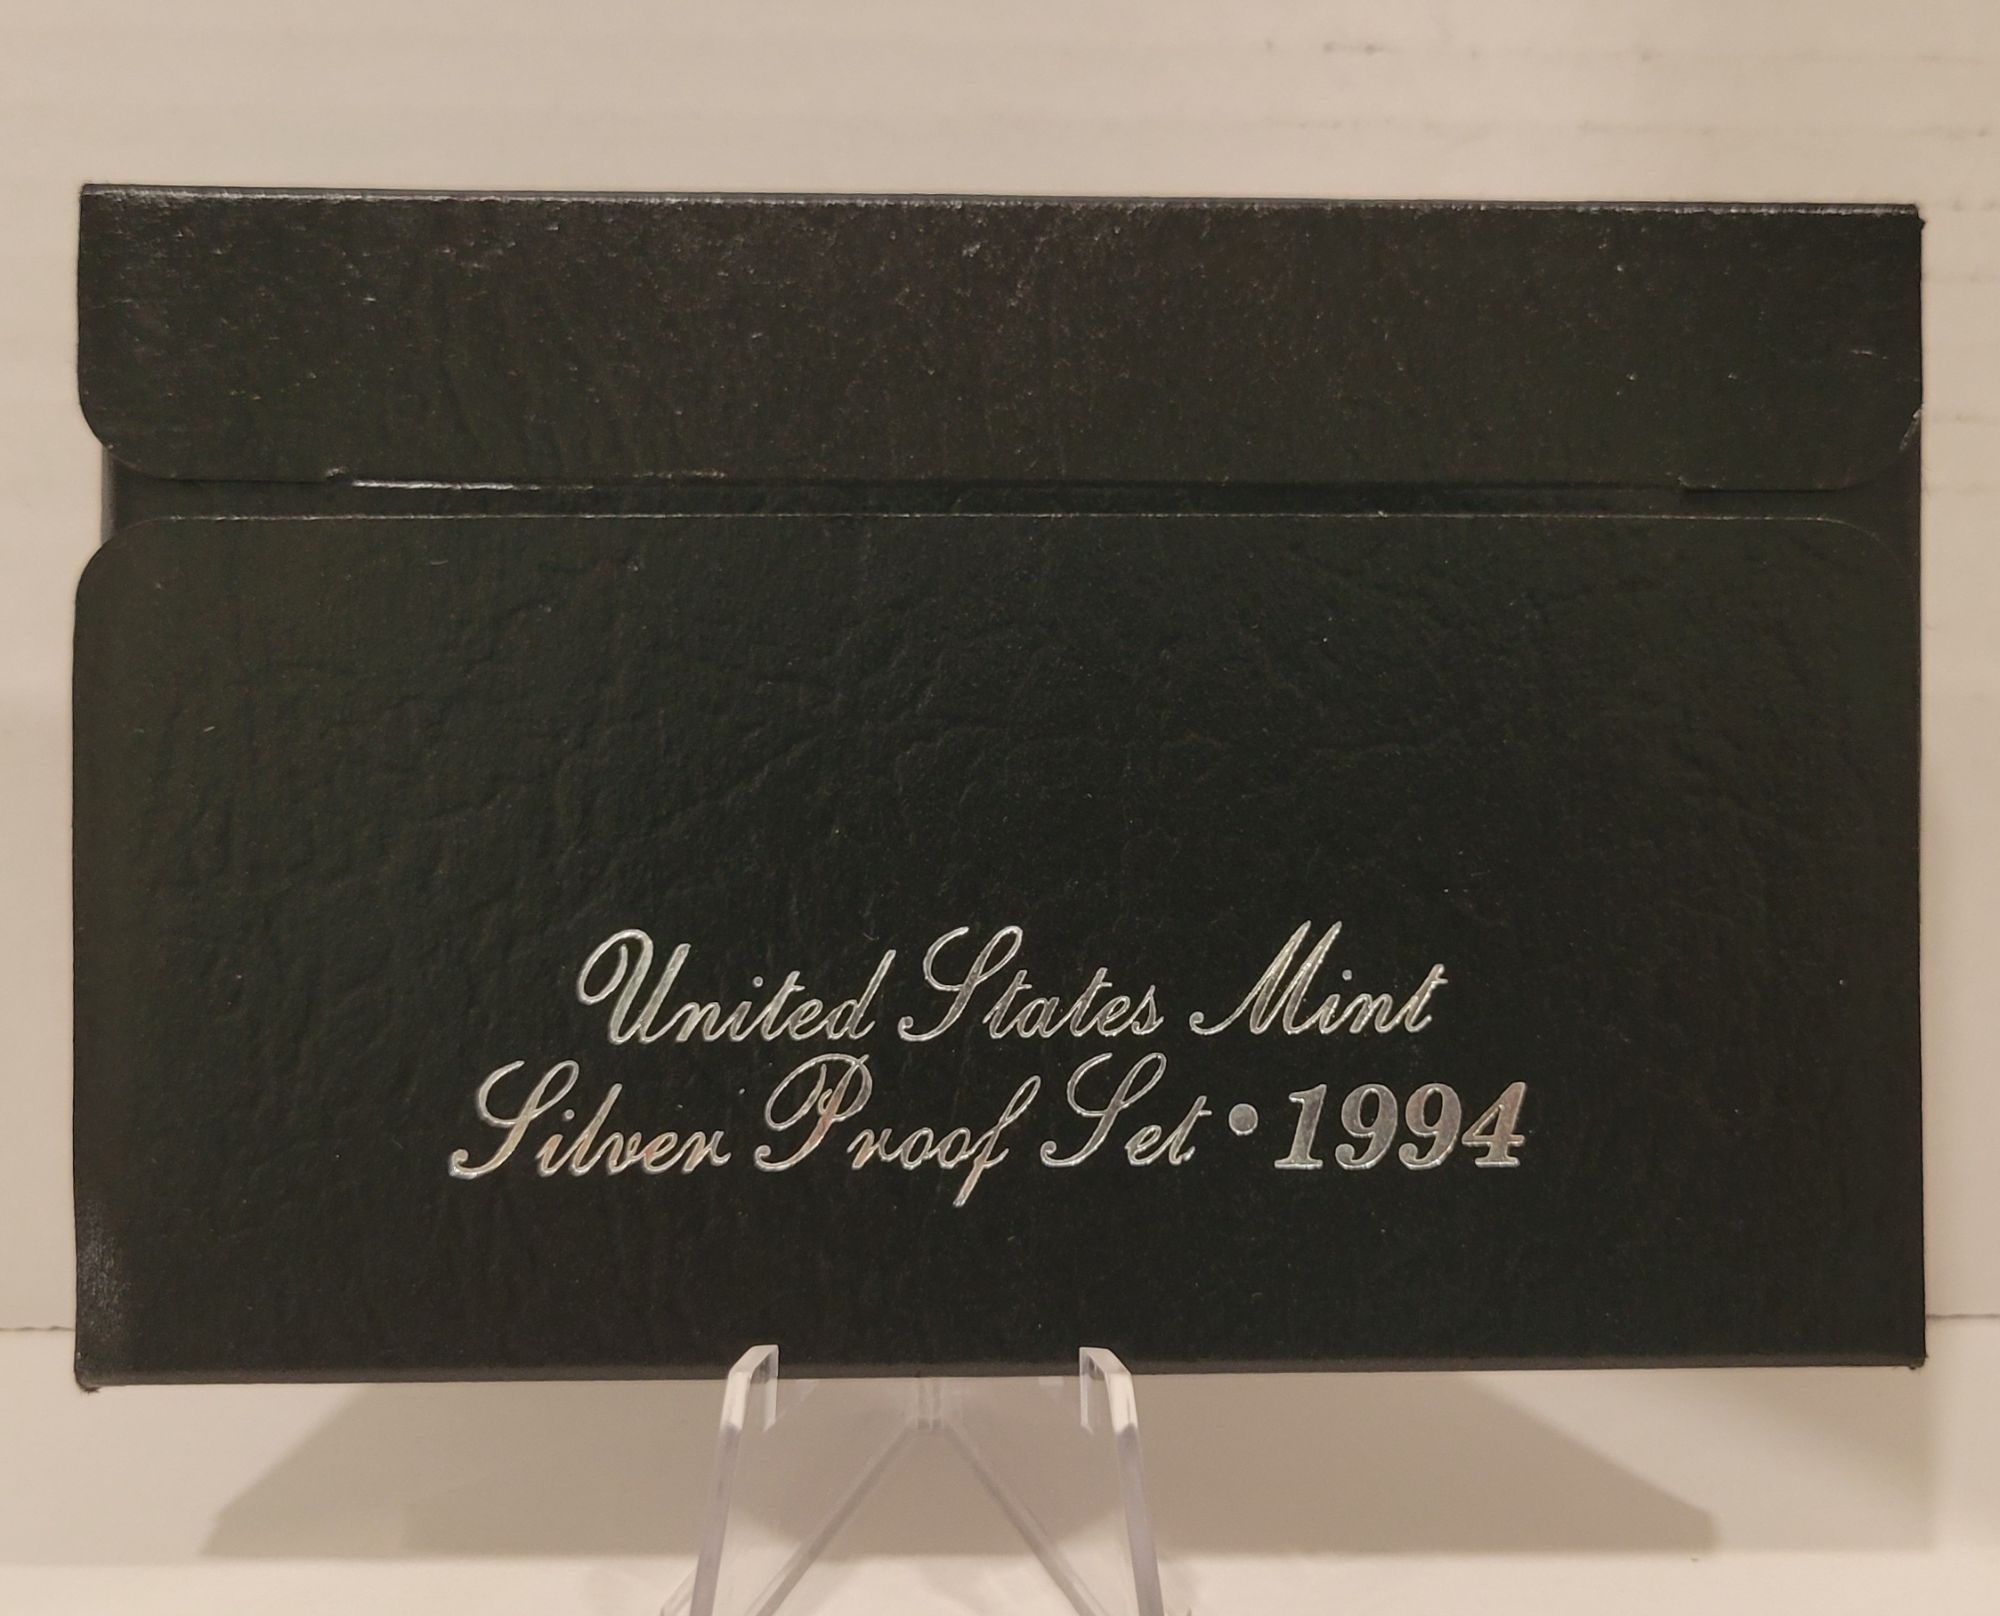 United States Mint
Silver Proof Set • 1994